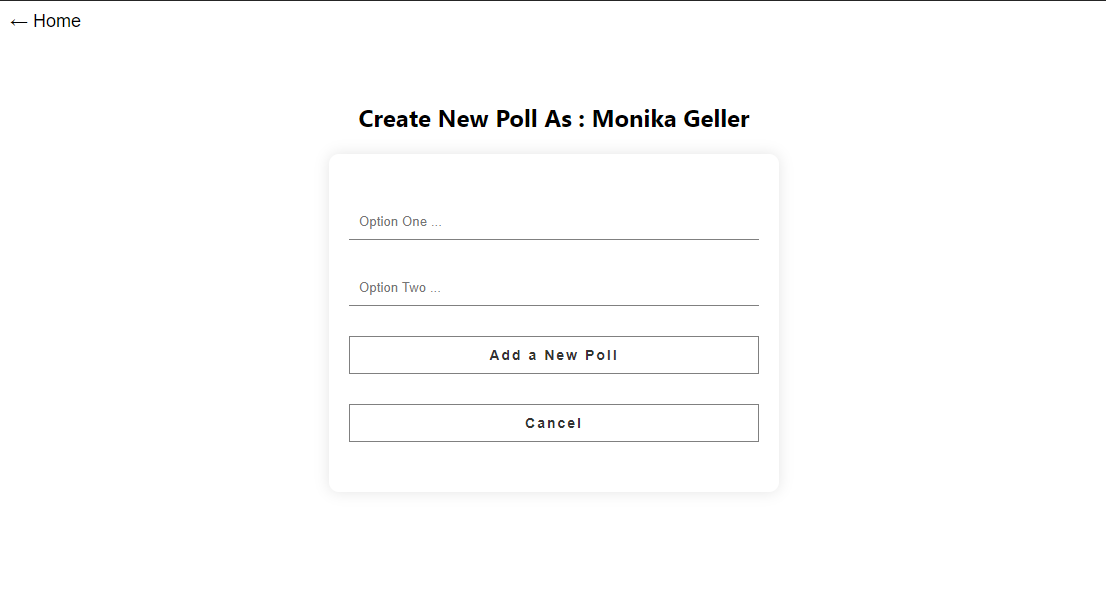 ← Home
Create New Poll As : Monika Geller
Option One ...
Option Two ...
Add a New Poll
Cancel